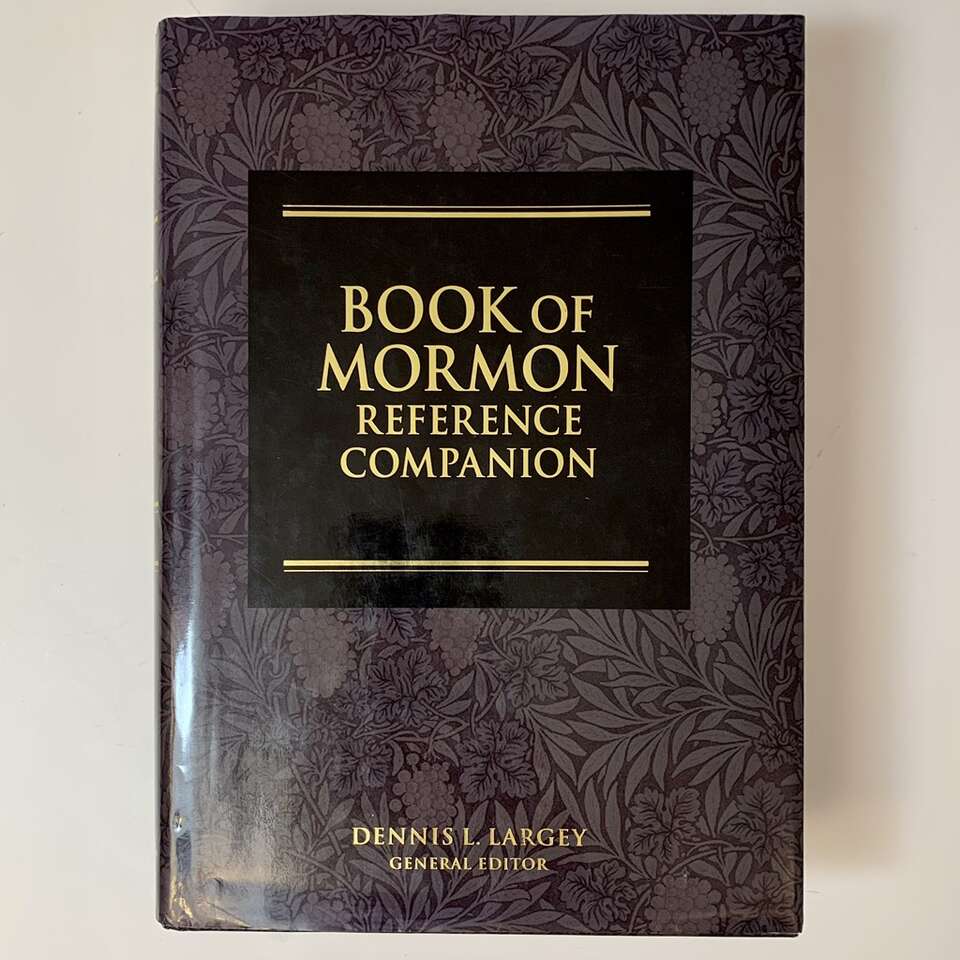 BOOK OF
MORMON
REFERENCE
COMPANION
DENNIS L. LARGEY
GENERAL EDITOR